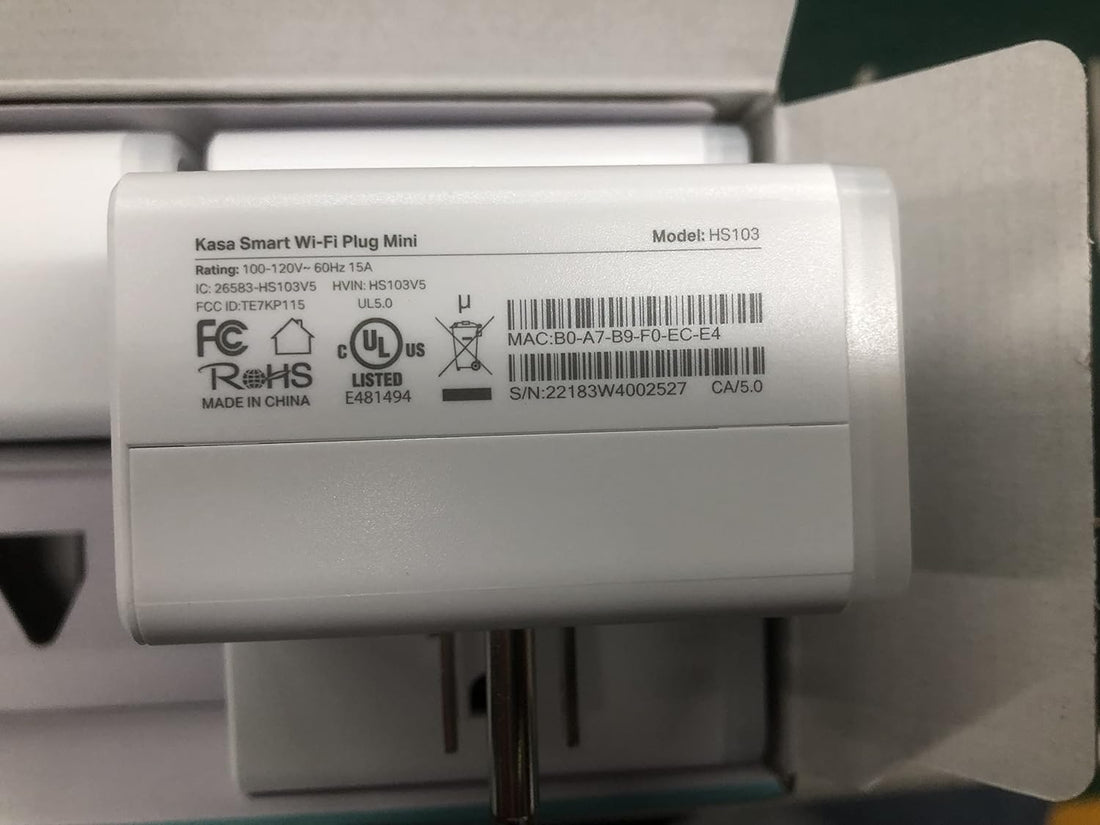 Kasa Smart Wi-Fi Plug Mini
Model: HS103
Rating: 100-120V~ 60Hz 15A
IC: 26583-HS103V5 HVIN: HS103V5
FCC ID:TE7KP115 UL5.0
µ
FC
RoHS
MADE IN CHINA
C UL US
LISTED
E481494
MAC:B0-A7-B9-F0-EC-E4
S/N:22183W4002527 CA/5.0